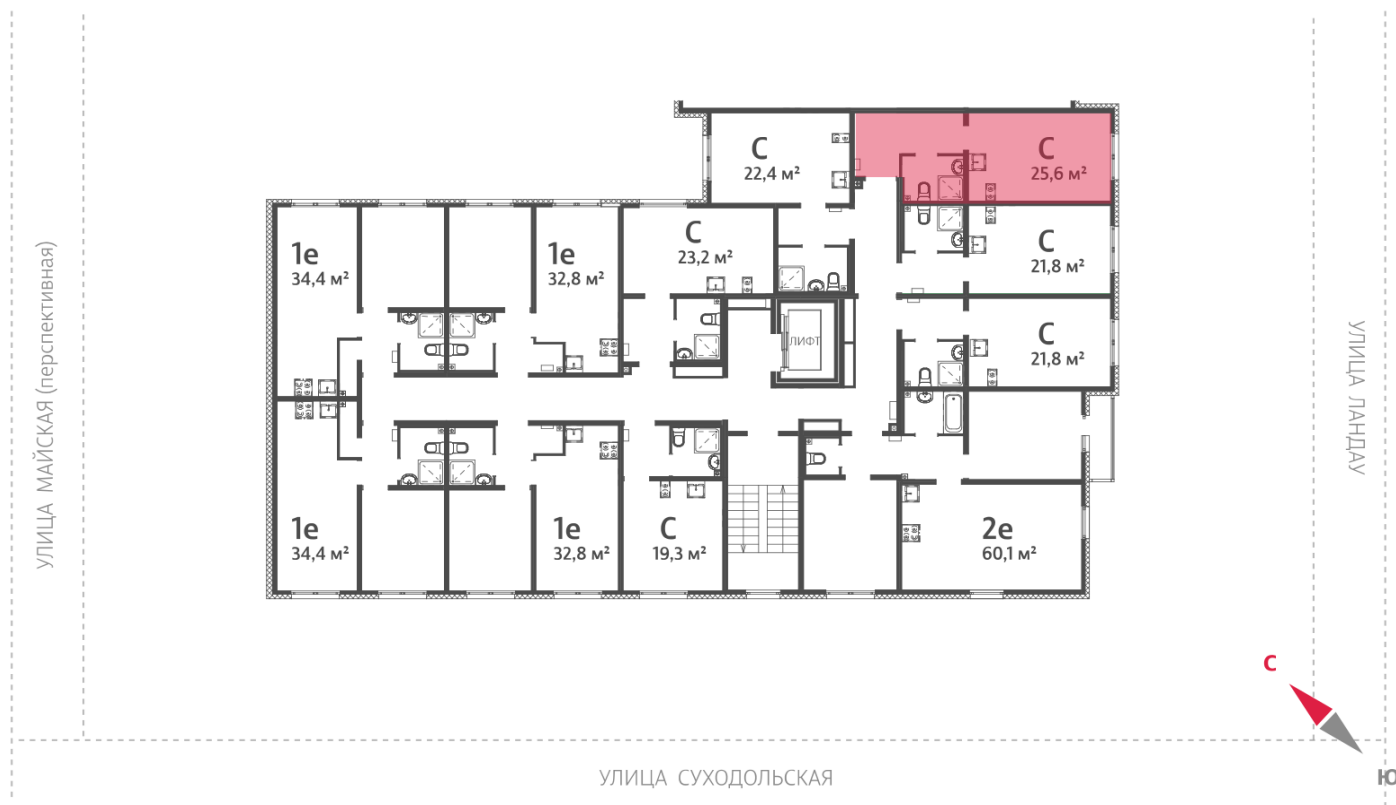 С
22,4 м²
С
25,6 м²
1е
34,4 м²
1е
32,8 м²
С
23,2 м²
С
21,8 м²
С
21,8 м²
ЛИФТ
1е
34,4 м²
1е
32,8 м²
С
19,3 м²
2е
60,1 м²
УЛИЦА МАЙСКАЯ (перспективная)
УЛИЦА ЛАНДАУ
УЛИЦА СУХОДОЛЬСКАЯ
С
Ю